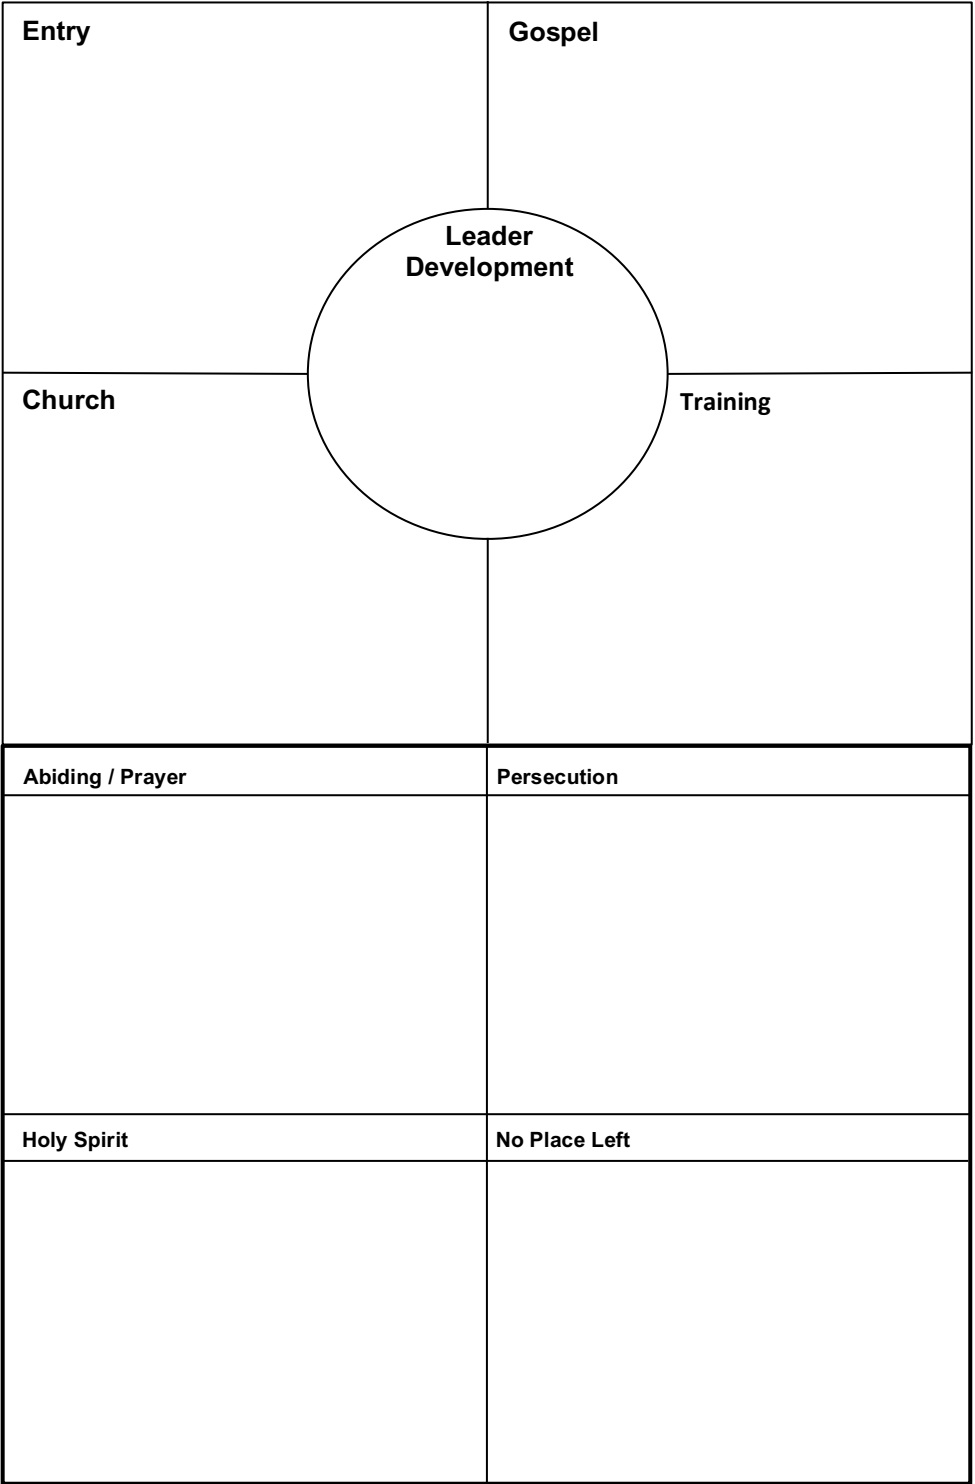 Entry
Gospel
Leader
Development
Church
Training
Abiding / Prayer
Persecution
Holy Spirit
No Place Left